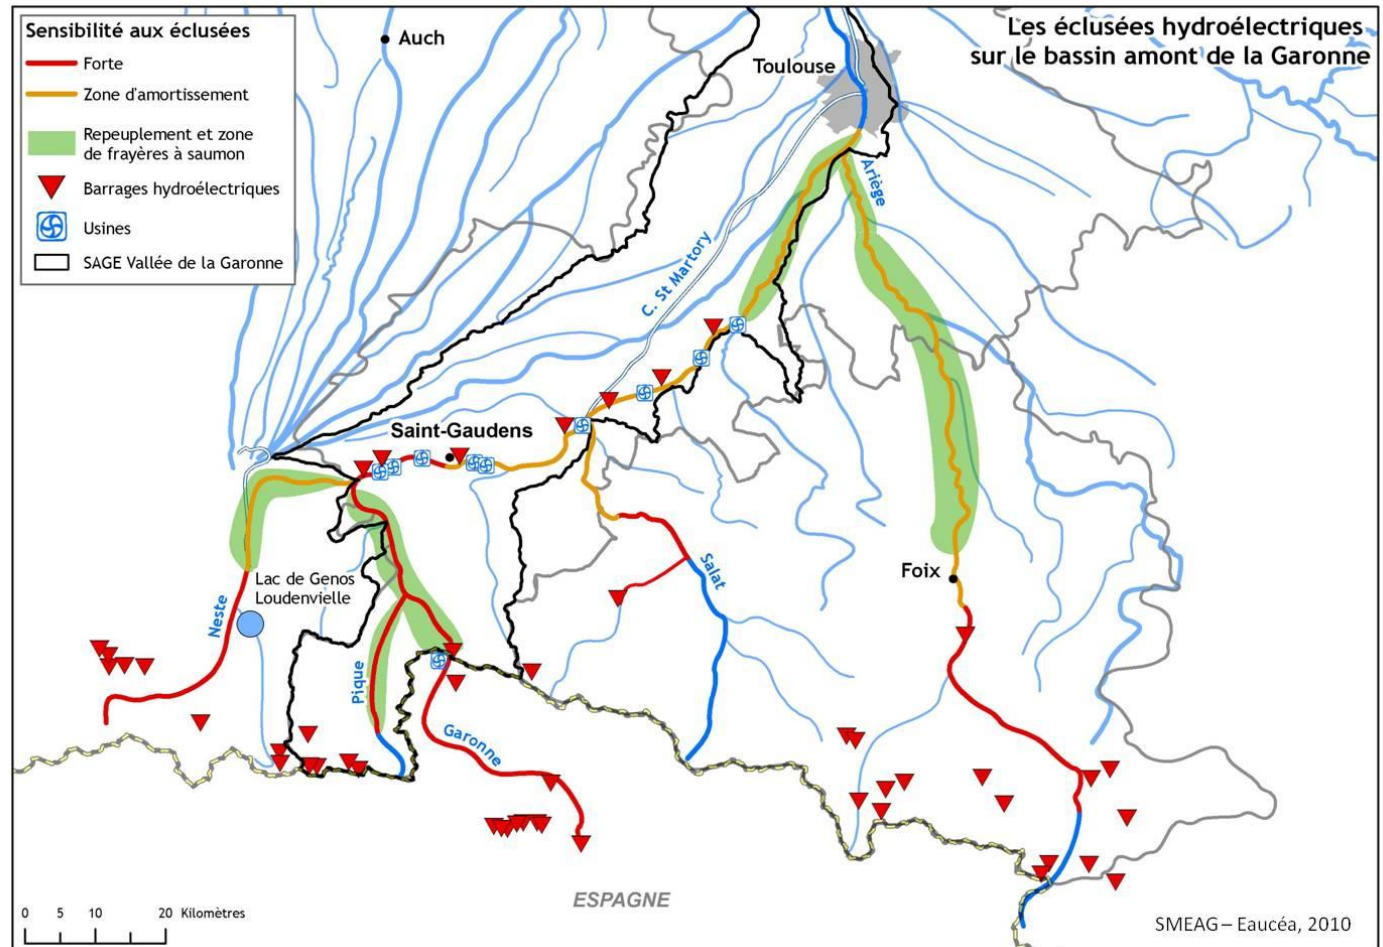 Les éclusées hydroélectriques
sur le bassin amont de la Garonne
Sensibilité aux éclusées
Forte
Zone d'amortissement
Repeuplement et zone
de frayères à saumon
Barrages hydroélectriques
Usines
SAGE Vallée de la Garonne
Auch
Toulouse
Ariège
C. St Martory
Saint-Gaudens
Foix
Salat
Lac de Genos
Loudenvielle
Neste
Pique
Garonne
ESPAGNE
0 5 10 20 Kilomètres
SMEAG – Eaucéa, 2010